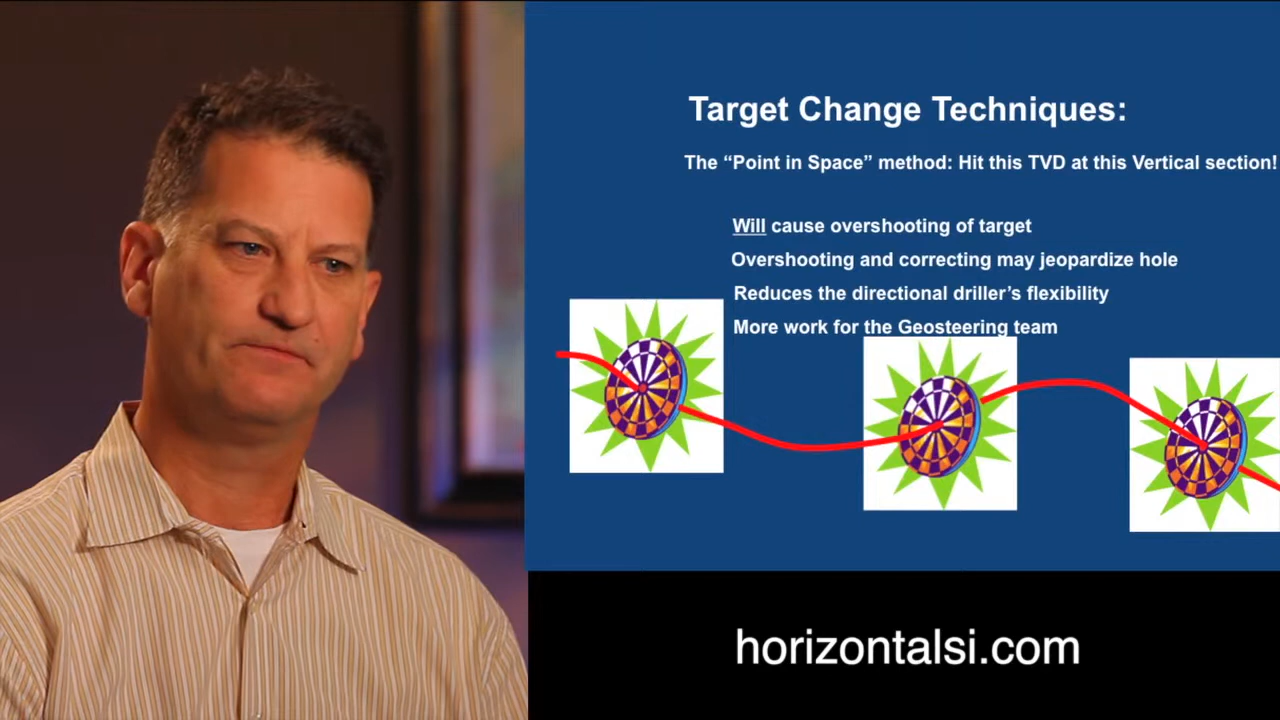 Target Change Techniques:
The “Point in Space” method: Hit this TVD at this Vertical section!
Will cause overshooting of target
Overshooting and correcting may jeopardize hole
Reduces the directional driller’s flexibility
More work for the Geosteering team
horizontalsi.com